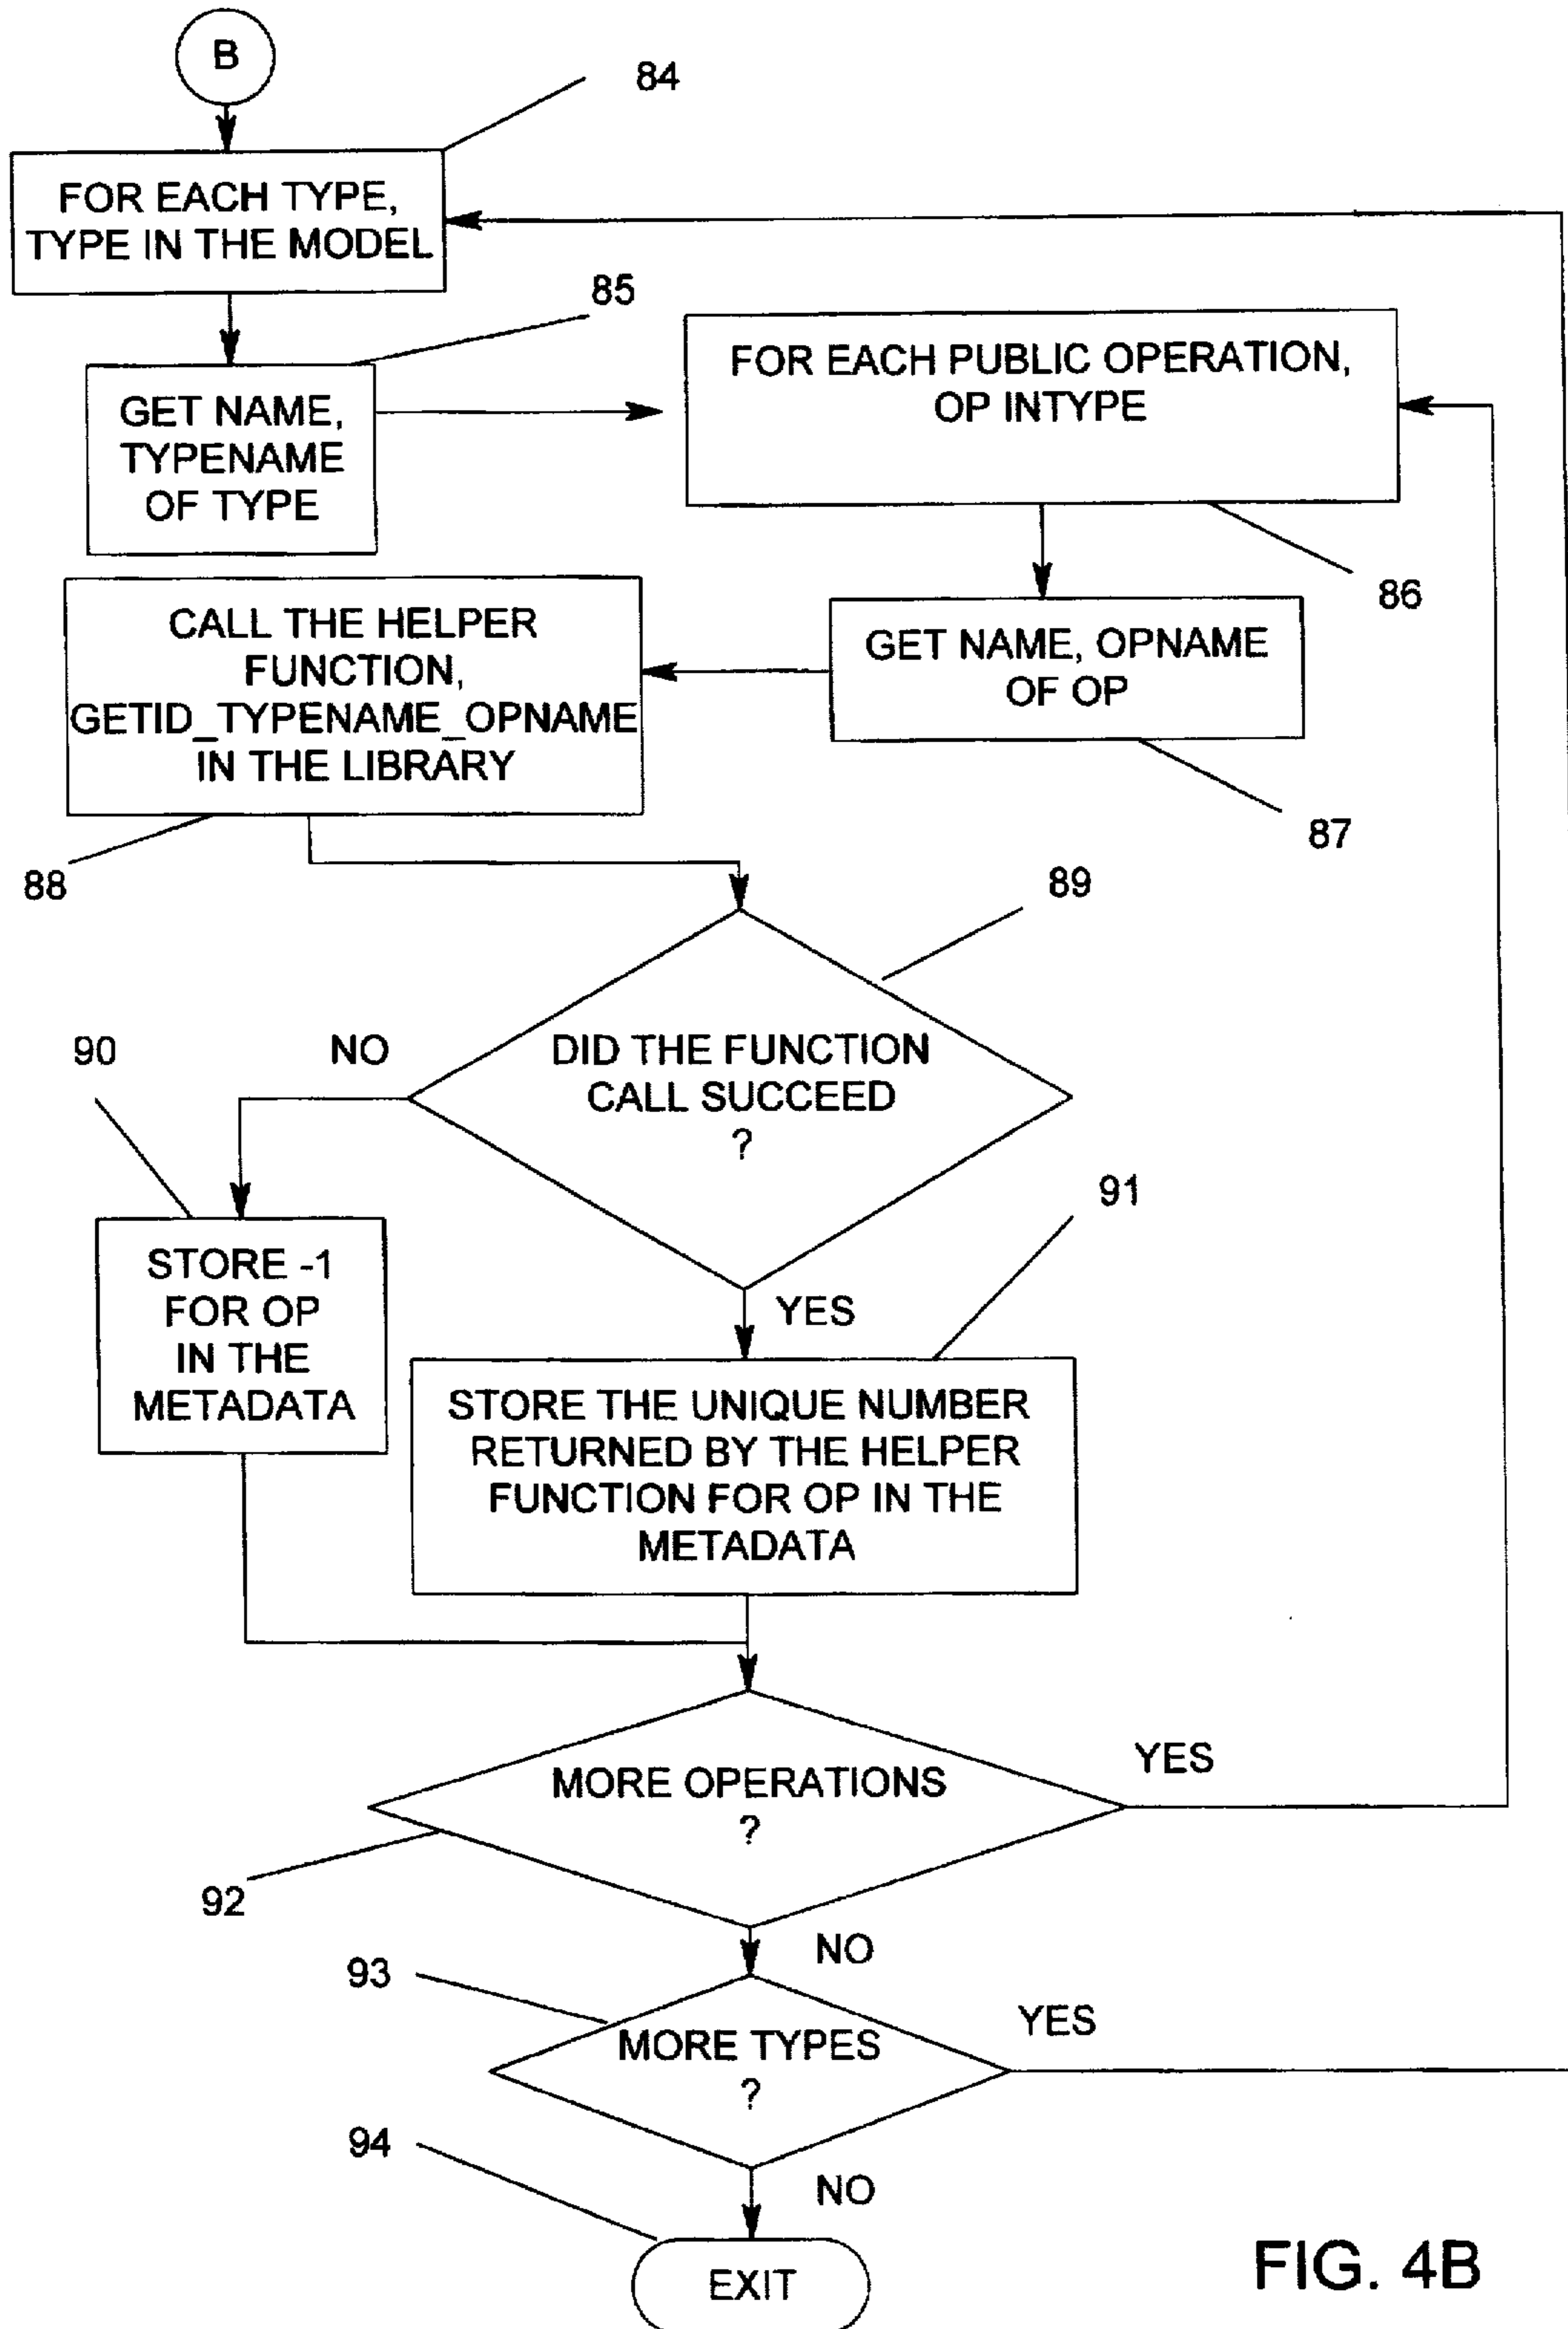 B
84
FOR EACH TYPE,
TYPE IN THE MODEL
85
GET NAME,
TYPENAME
OF TYPE
FOR EACH PUBLIC OPERATION,
OP INTYPE
86
GET NAME, OPNAME
OF OP
87
CALL THE HELPER
FUNCTION,
GETID_TYPENAME_OPNAME
IN THE LIBRARY
88
89
DID THE FUNCTION
CALL SUCCEED
?
NO
90
STORE -1
FOR OP
IN THE
METADATA
YES
91
STORE THE UNIQUE NUMBER
RETURNED BY THE HELPER
FUNCTION FOR OP IN THE
METADATA
MORE OPERATIONS
?
YES
92
NO
93
MORE TYPES
?
YES
94
NO
EXIT
FIG. 4B